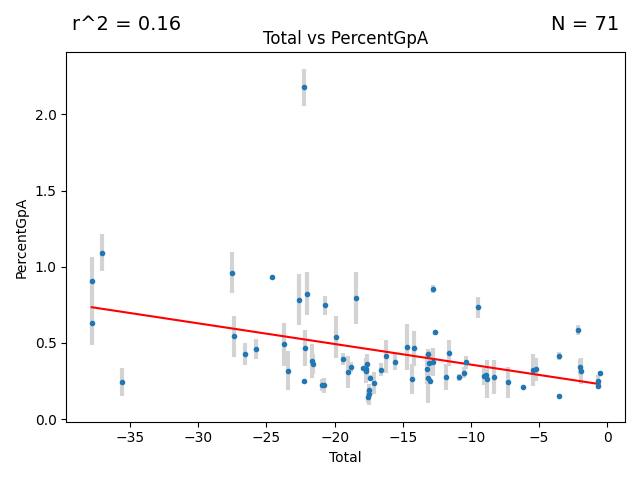 r^2 = 0.16
N = 71
Total vs PercentGpA
PercentGpA
2.0
1.5
1.0
0.5
0.0
−35
−30
−25
−20
−15
−10
−5
0
Total